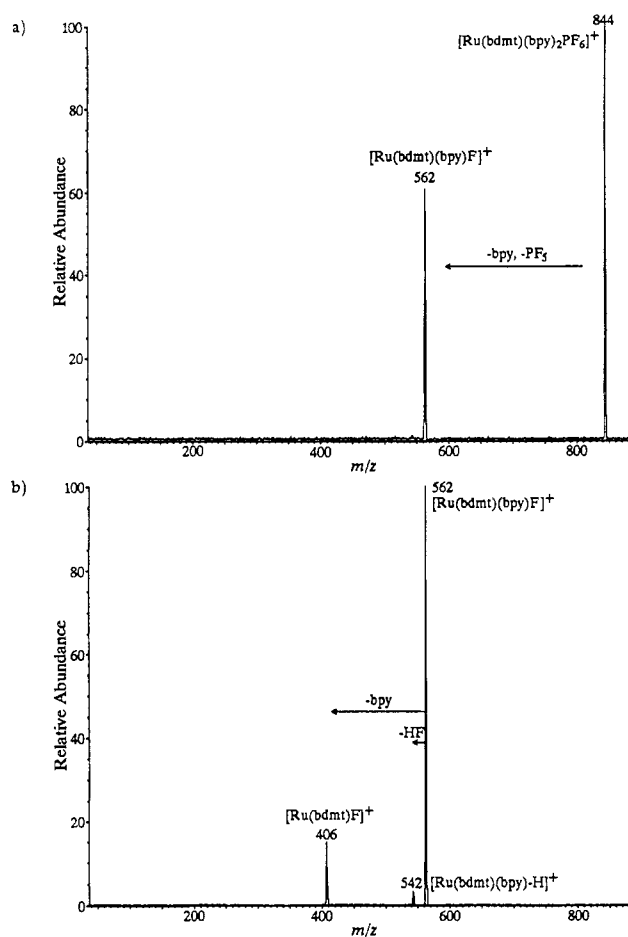 a)
100
844
[Ru(bdmt)(bpy)₂PF₆]⁺
80
[Ru(bdmt)(bpy)F]⁺
562
60
Relative Abundance
-bpy, -PF₅
40
20
0
200 400 600 800
m/z
b)
100
562
[Ru(bdmt)(bpy)F]⁺
80
60
Relative Abundance
-bpy
40
-HF
20
[Ru(bdmt)F]⁺
406
542 [Ru(bdmt)(bpy)-H]⁺
0
200 400 600 800
m/z